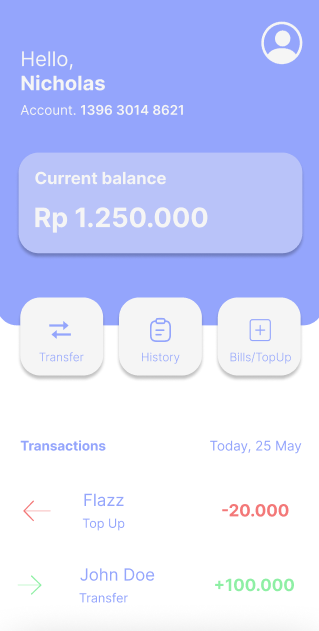 Hello,
Nicholas
Account. 1396 3014 8621
Current balance
Rp 1.250.000
Transfer
History
Bills/TopUp
Transactions
Today, 25 May
Flazz
Top Up
-20.000
John Doe
Transfer
+100.000